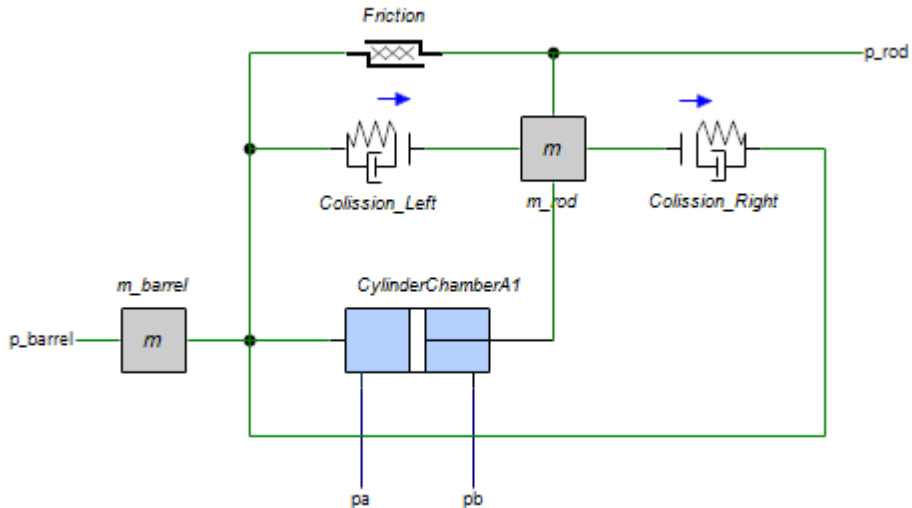 Friction
p_rod
m
Colission_Left
m_rod
Colission_Right
m_barrel
CylinderChamberA1
p_barrel
m
pa
pb